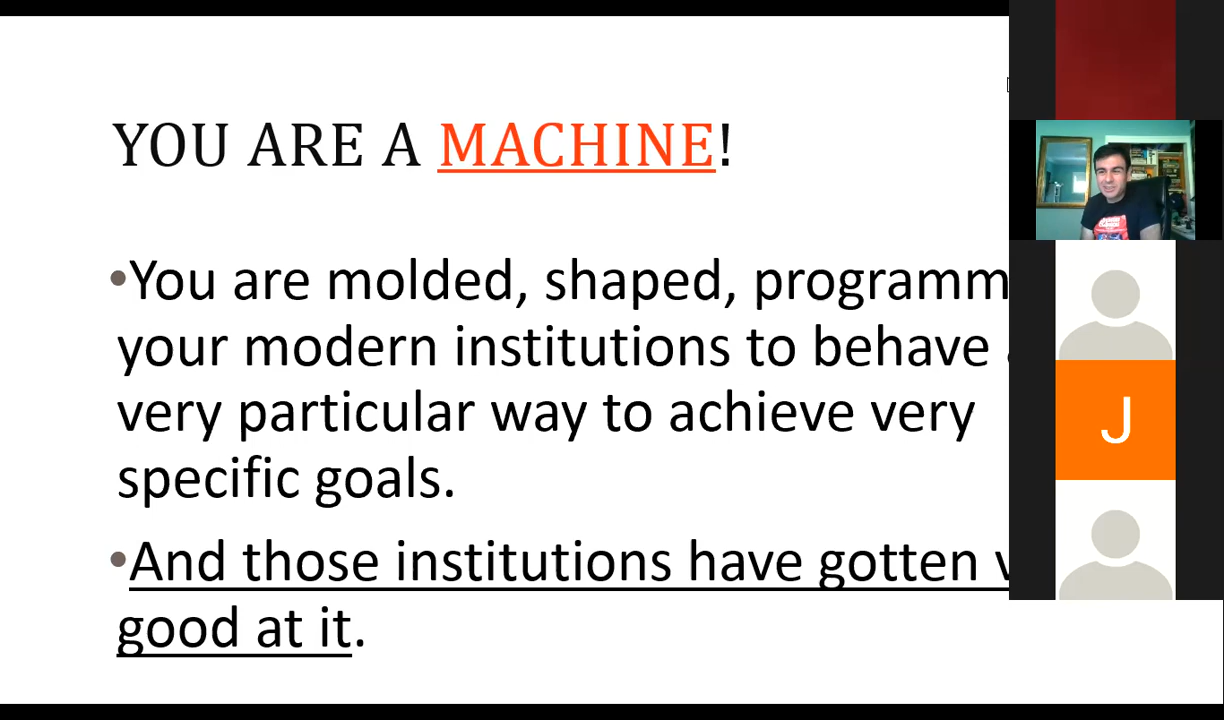 YOU ARE A MACHINE!
•You are molded, shaped, programm
your modern institutions to behave
very particular way to achieve very
specific goals.
•And those institutions have gotten v
good at it.
J